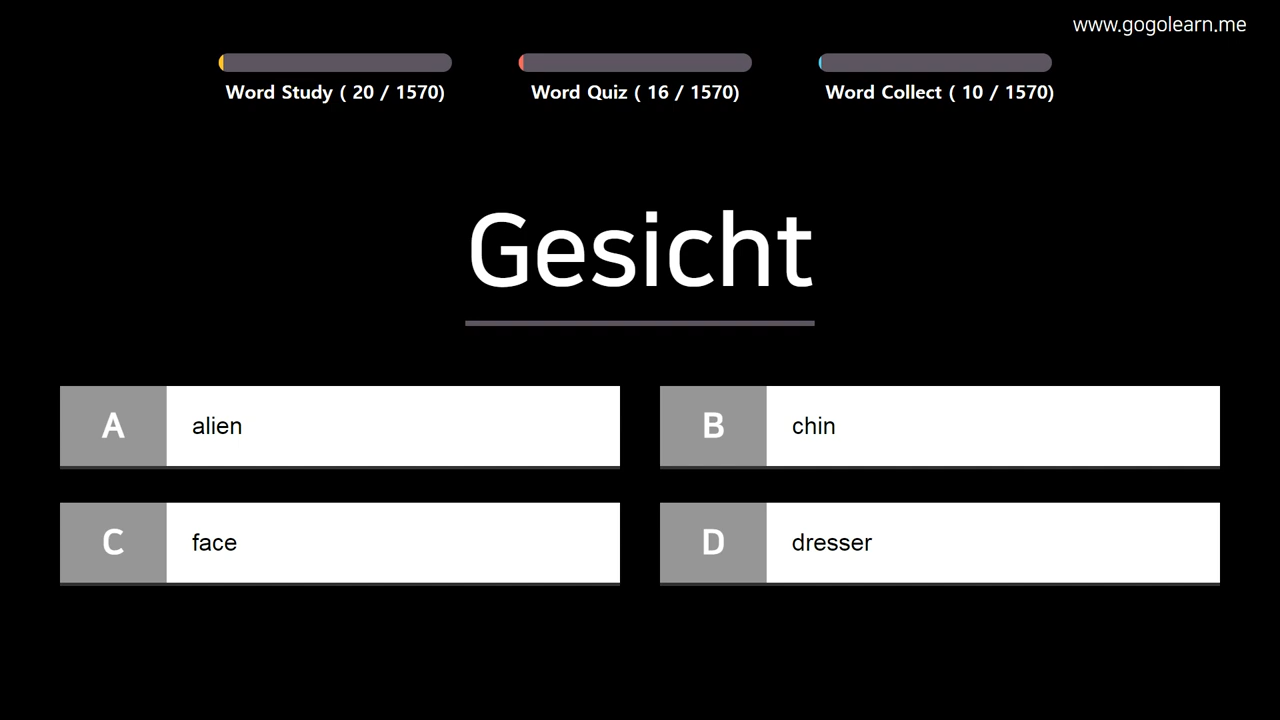 www.gogolearn.me
Word Study ( 20 / 1570)
Word Quiz ( 16 / 1570)
Word Collect ( 10 / 1570)
Gesicht
A alien
B chin
C face
D dresser